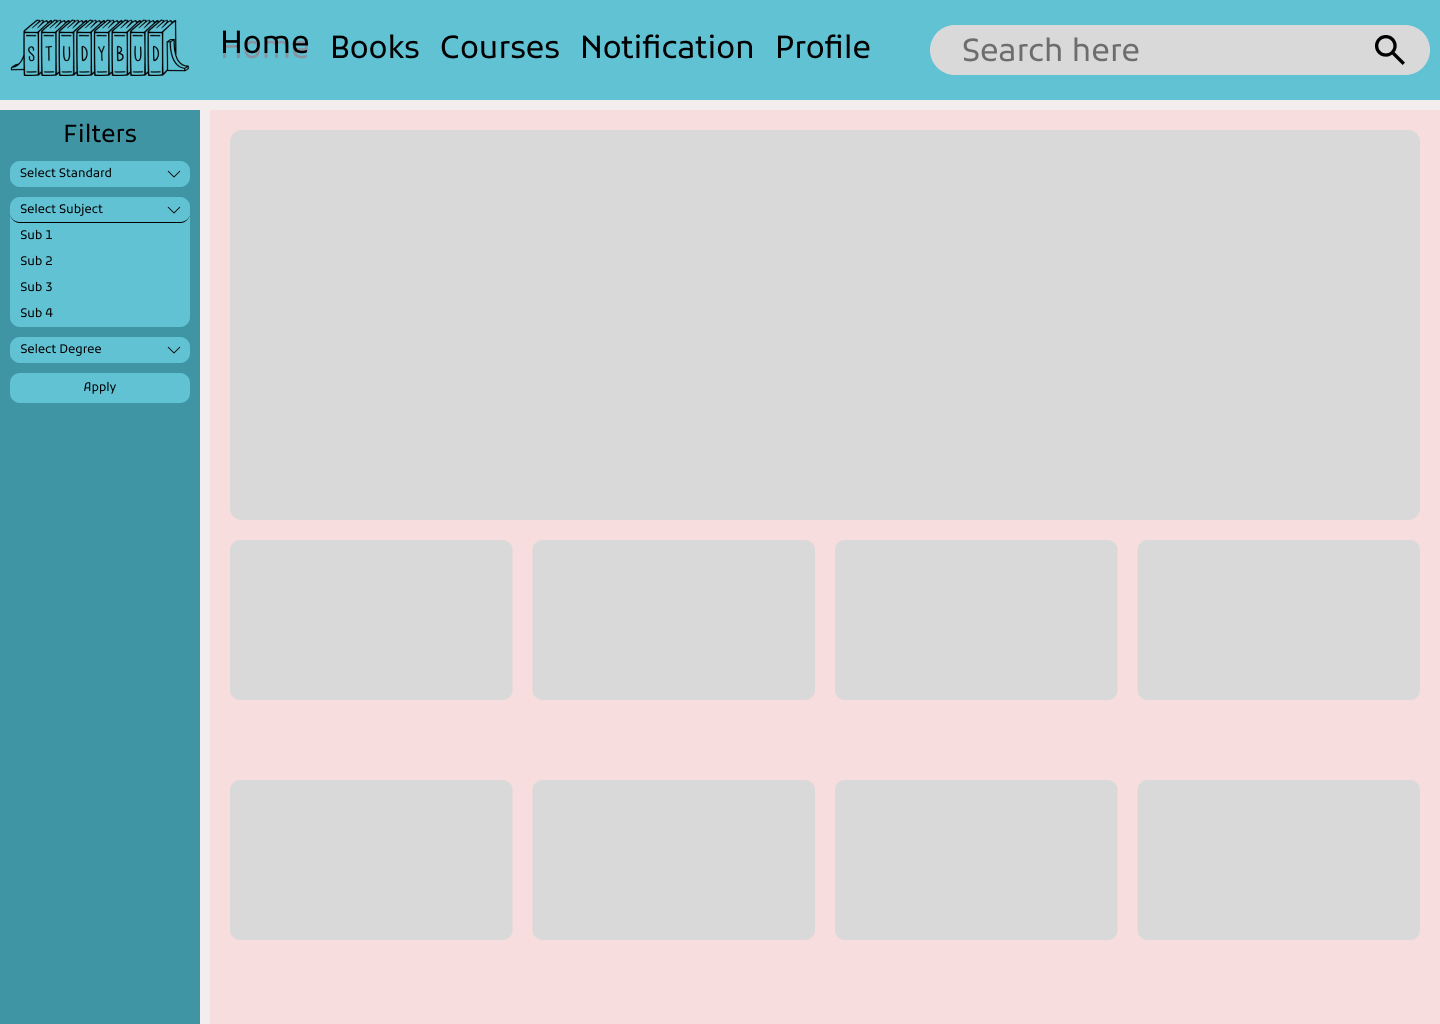 STUDYBUD
Home Books Courses Notification Profile Search here
Filters
Select Standard
Select Subject
Sub 1
Sub 2
Sub 3
Sub 4
Select Degree
Apply